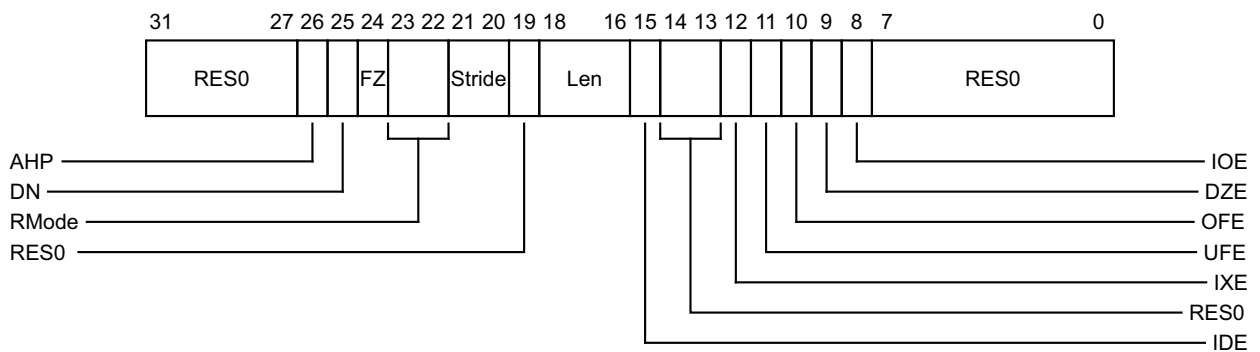 31 27 26 25 24 23 22 21 20 19 18 16 15 14 13 12 11 10 9 8 7 0
RES0 FZ Stride Len RES0
AHP IOE
DN DZE
RMode OFE
RES0 UFE
IXE
RES0
IDE